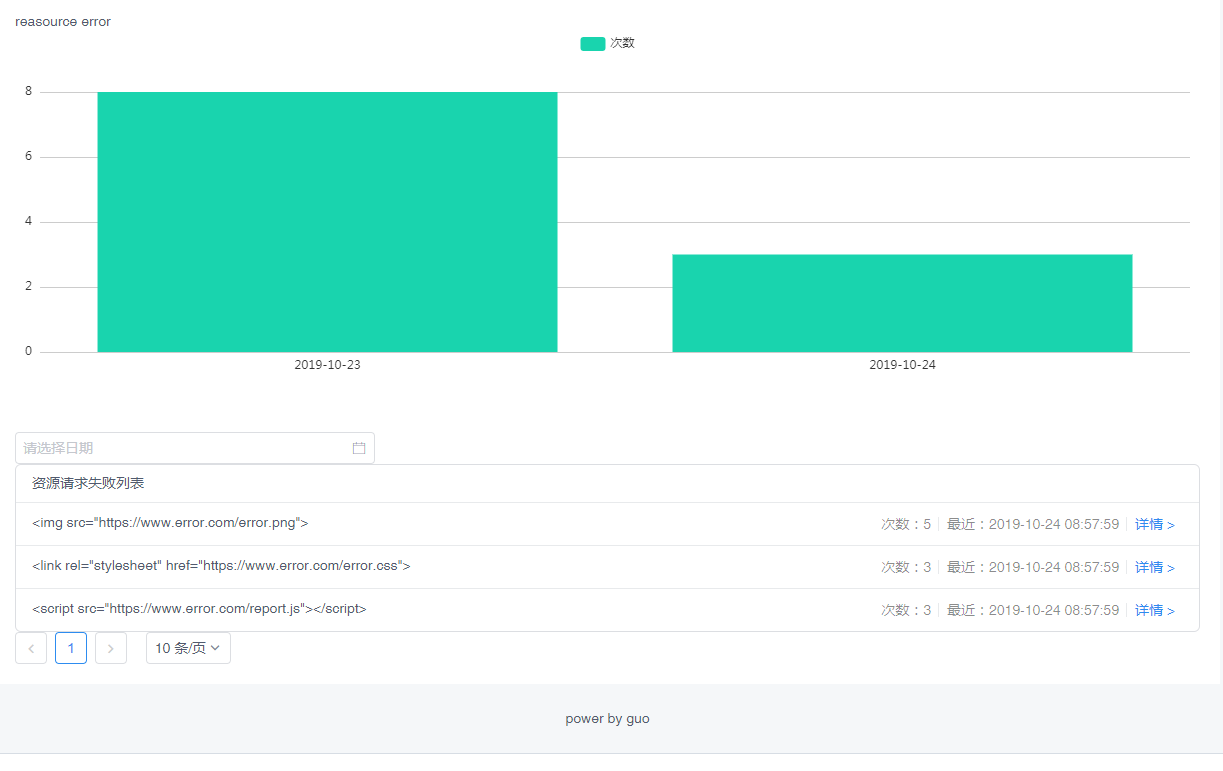 reasource error
次数
8
6
4
2
0
2019-10-23
2019-10-24
请选择日期
资源请求失败列表
<img src="https://www.error.com/error.png"> 次数：5 最近：2019-10-24 08:57:59 详情 >
<link rel="stylesheet" href="https://www.error.com/error.css"> 次数：3 最近：2019-10-24 08:57:59 详情 >
<script src="https://www.error.com/report.js"></script> 次数：3 最近：2019-10-24 08:57:59 详情 >
< 1 > 10 条/页
power by guo